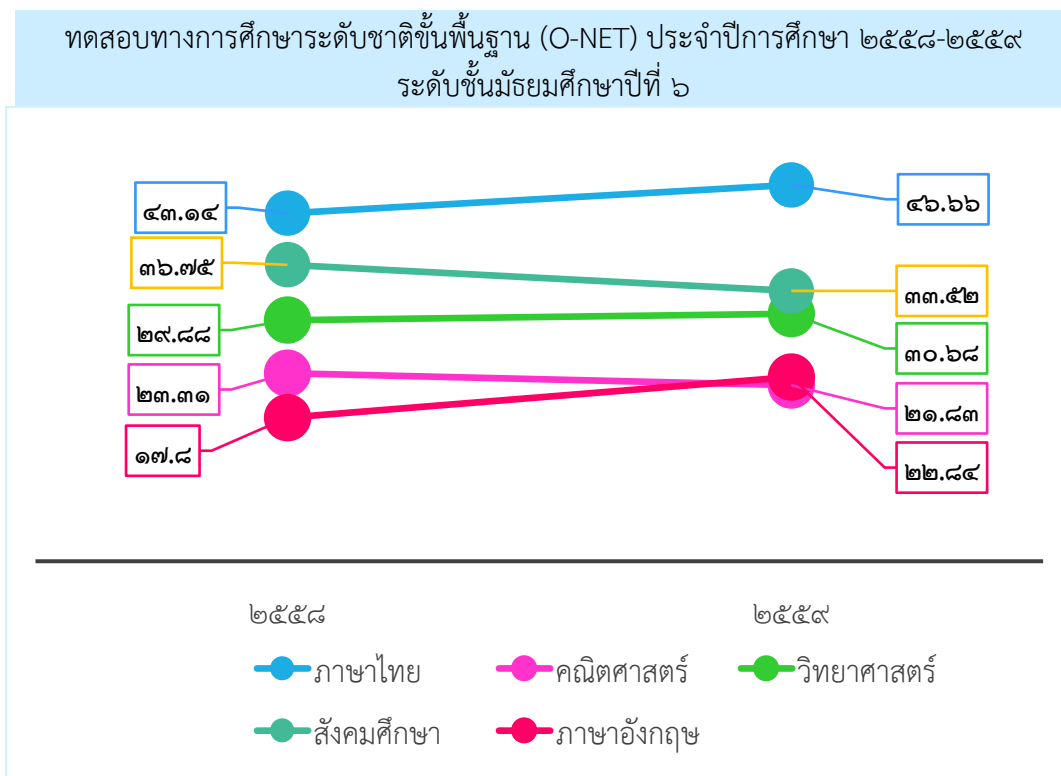 ทดสอบทางการศึกษาระดับชาติขั้นพื้นฐาน (O-NET) ประจำปีการศึกษา ๒๕๕๘-๒๕๕๙
ระดับชั้นมัธยมศึกษาปีที่ ๖
๔๓.๑๔
๔๖.๖๖
๓๖.๗๕
๓๓.๕๒
๒๙.๘๘
๓๐.๖๘
๒๓.๓๑
๒๑.๘๓
๑๗.๘
๒๒.๘๔
๒๕๕๘ ๒๕๕๙
ภาษาไทย คณิตศาสตร์ วิทยาศาสตร์
สังคมศึกษา ภาษาอังกฤษ